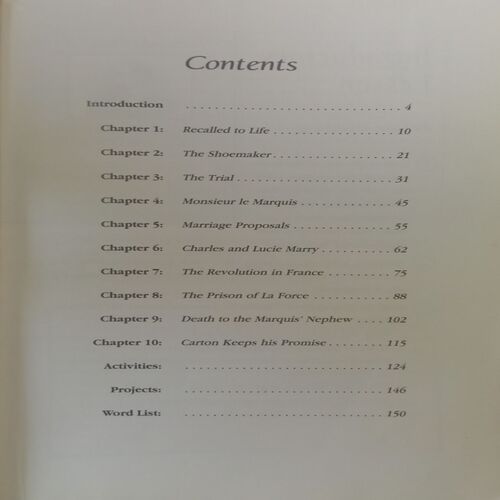 Contents
Introduction ............................ 4
Chapter 1: Recalled to Life ................ 10
Chapter 2: The Shoemaker ................ 21
Chapter 3: The Trial ..................... 31
Chapter 4: Monsieur le Marquis ............ 45
Chapter 5: Marriage Proposals ............. 55
Chapter 6: Charles and Lucie Marry .......... 62
Chapter 7: The Revolution in France ......... 75
Chapter 8: The Prison of La Force .......... 88
Chapter 9: Death to the Marquis' Nephew .... 102
Chapter 10: Carton Keeps his Promise ........ 115
Activities: .......................... 124
Projects: .......................... 146
Word List: .......................... 150